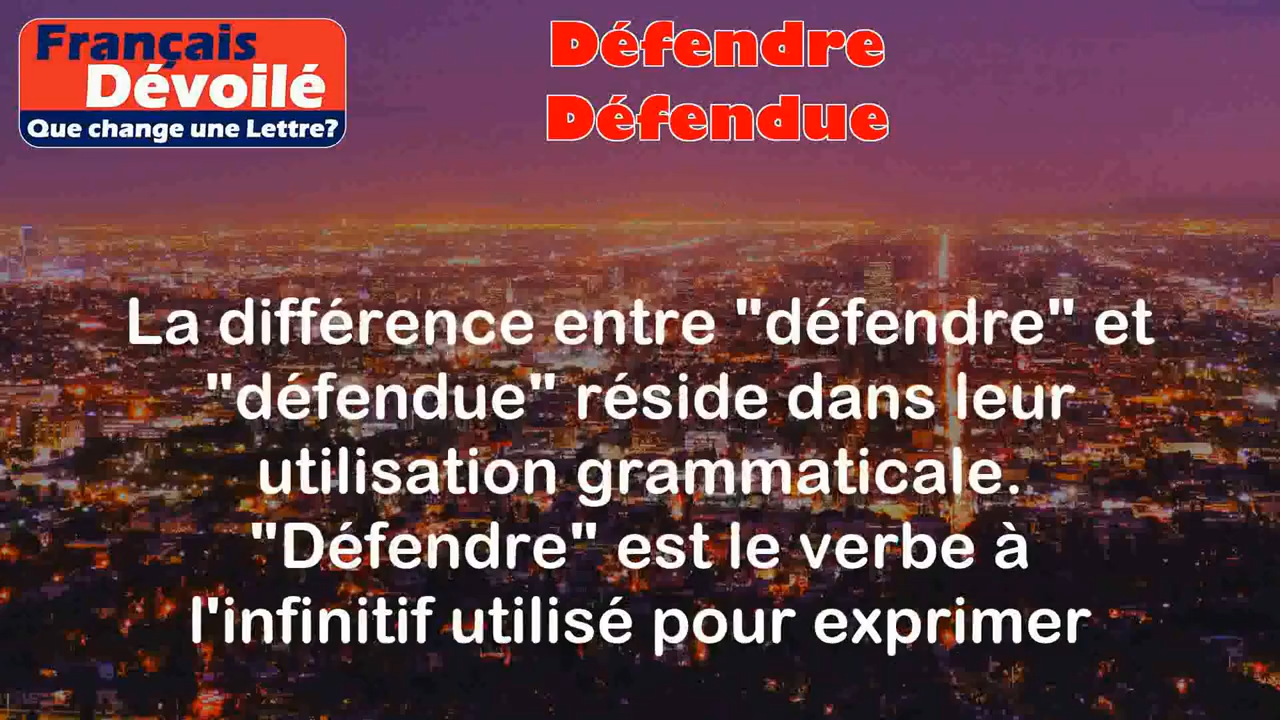 Français
Dévoilé
Que change une Lettre?
Défendre
Défendue
La différence entre "défendre" et
"défendue" réside dans leur
utilisation grammaticale.
"Défendre" est le verbe à
l'infinitif utilisé pour exprimer